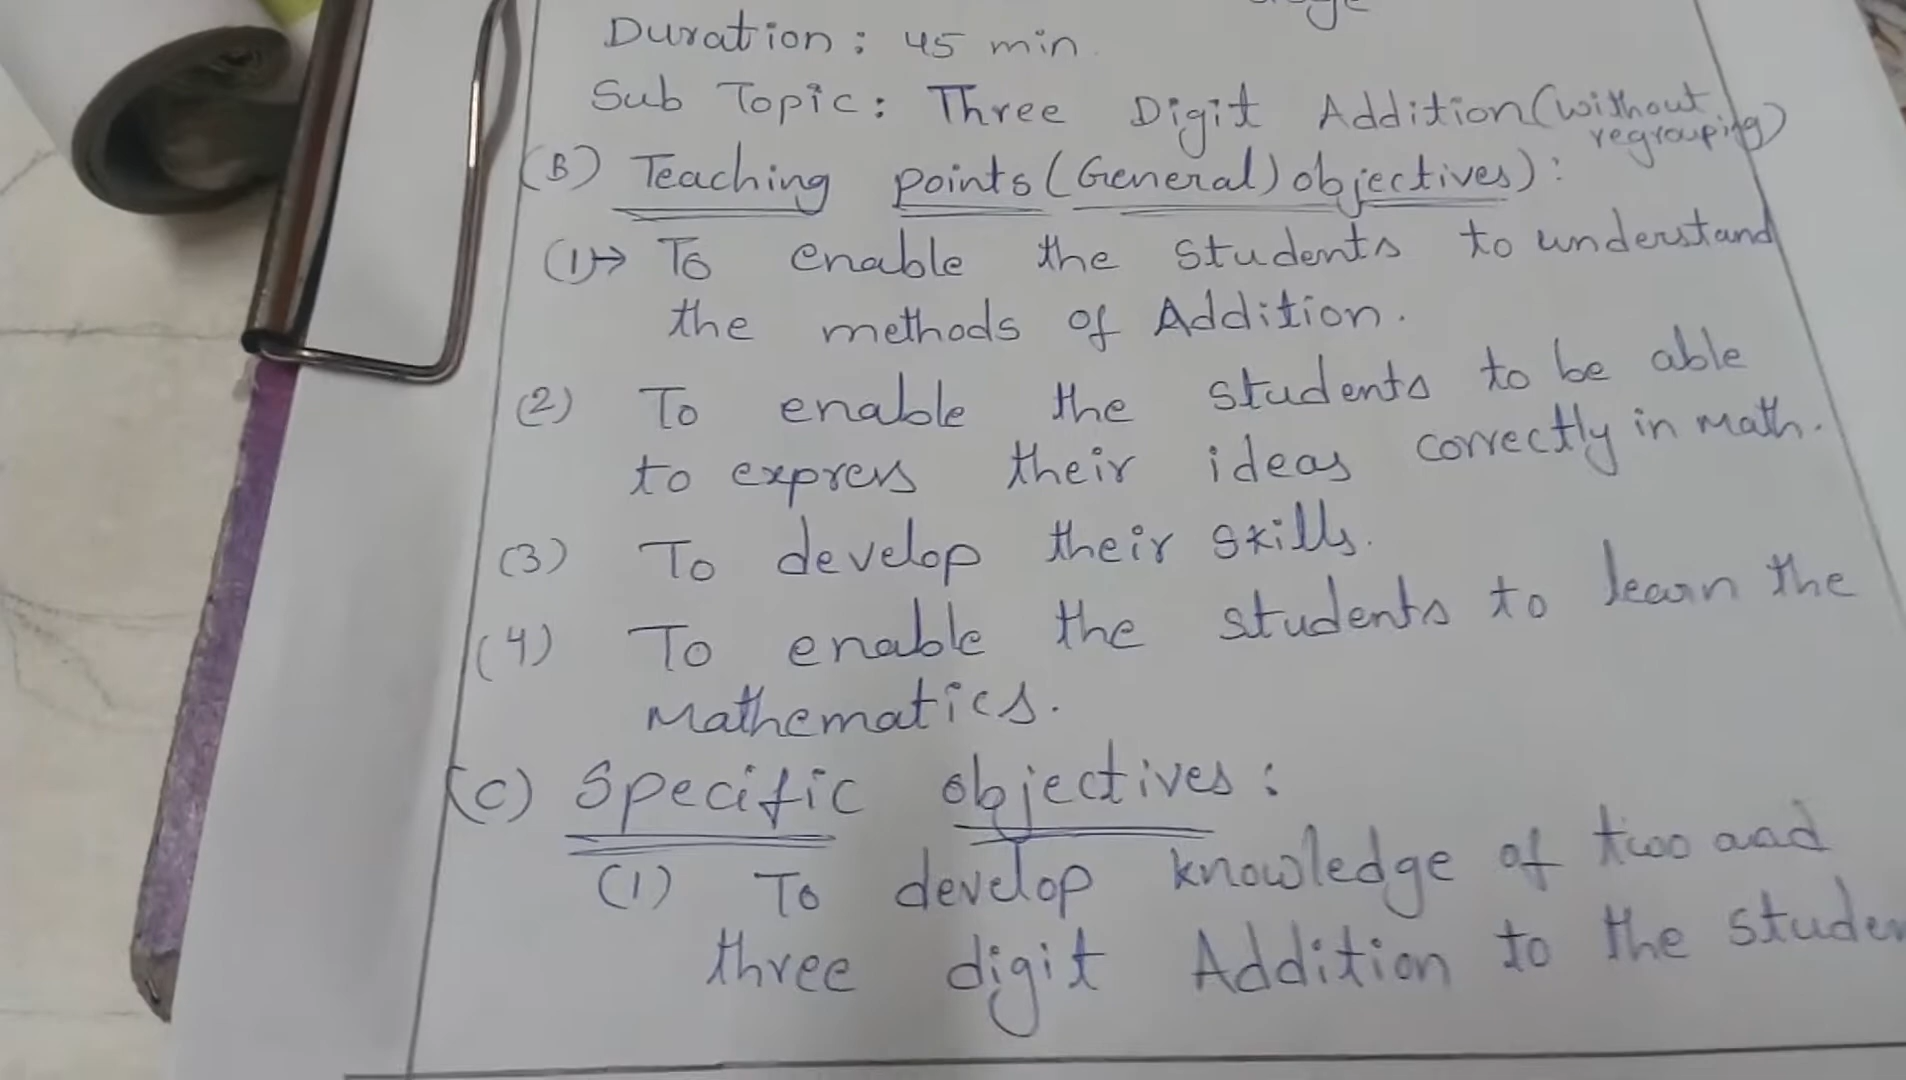 Duration: 45 min.
Sub Topic: Three Digit Addition (without
regrouping)
(B) Teaching points (General) objectives):
(1)→ To enable the students to understand
the methods of Addition.
(2) To enable the students to be able
to express their ideas correctly in math.
(3) To develop their skills.
(4) To enable the students to learn the
Mathematics.
(C) Specific objectives:
(1) To develop knowledge of two and
three digit Addition to the